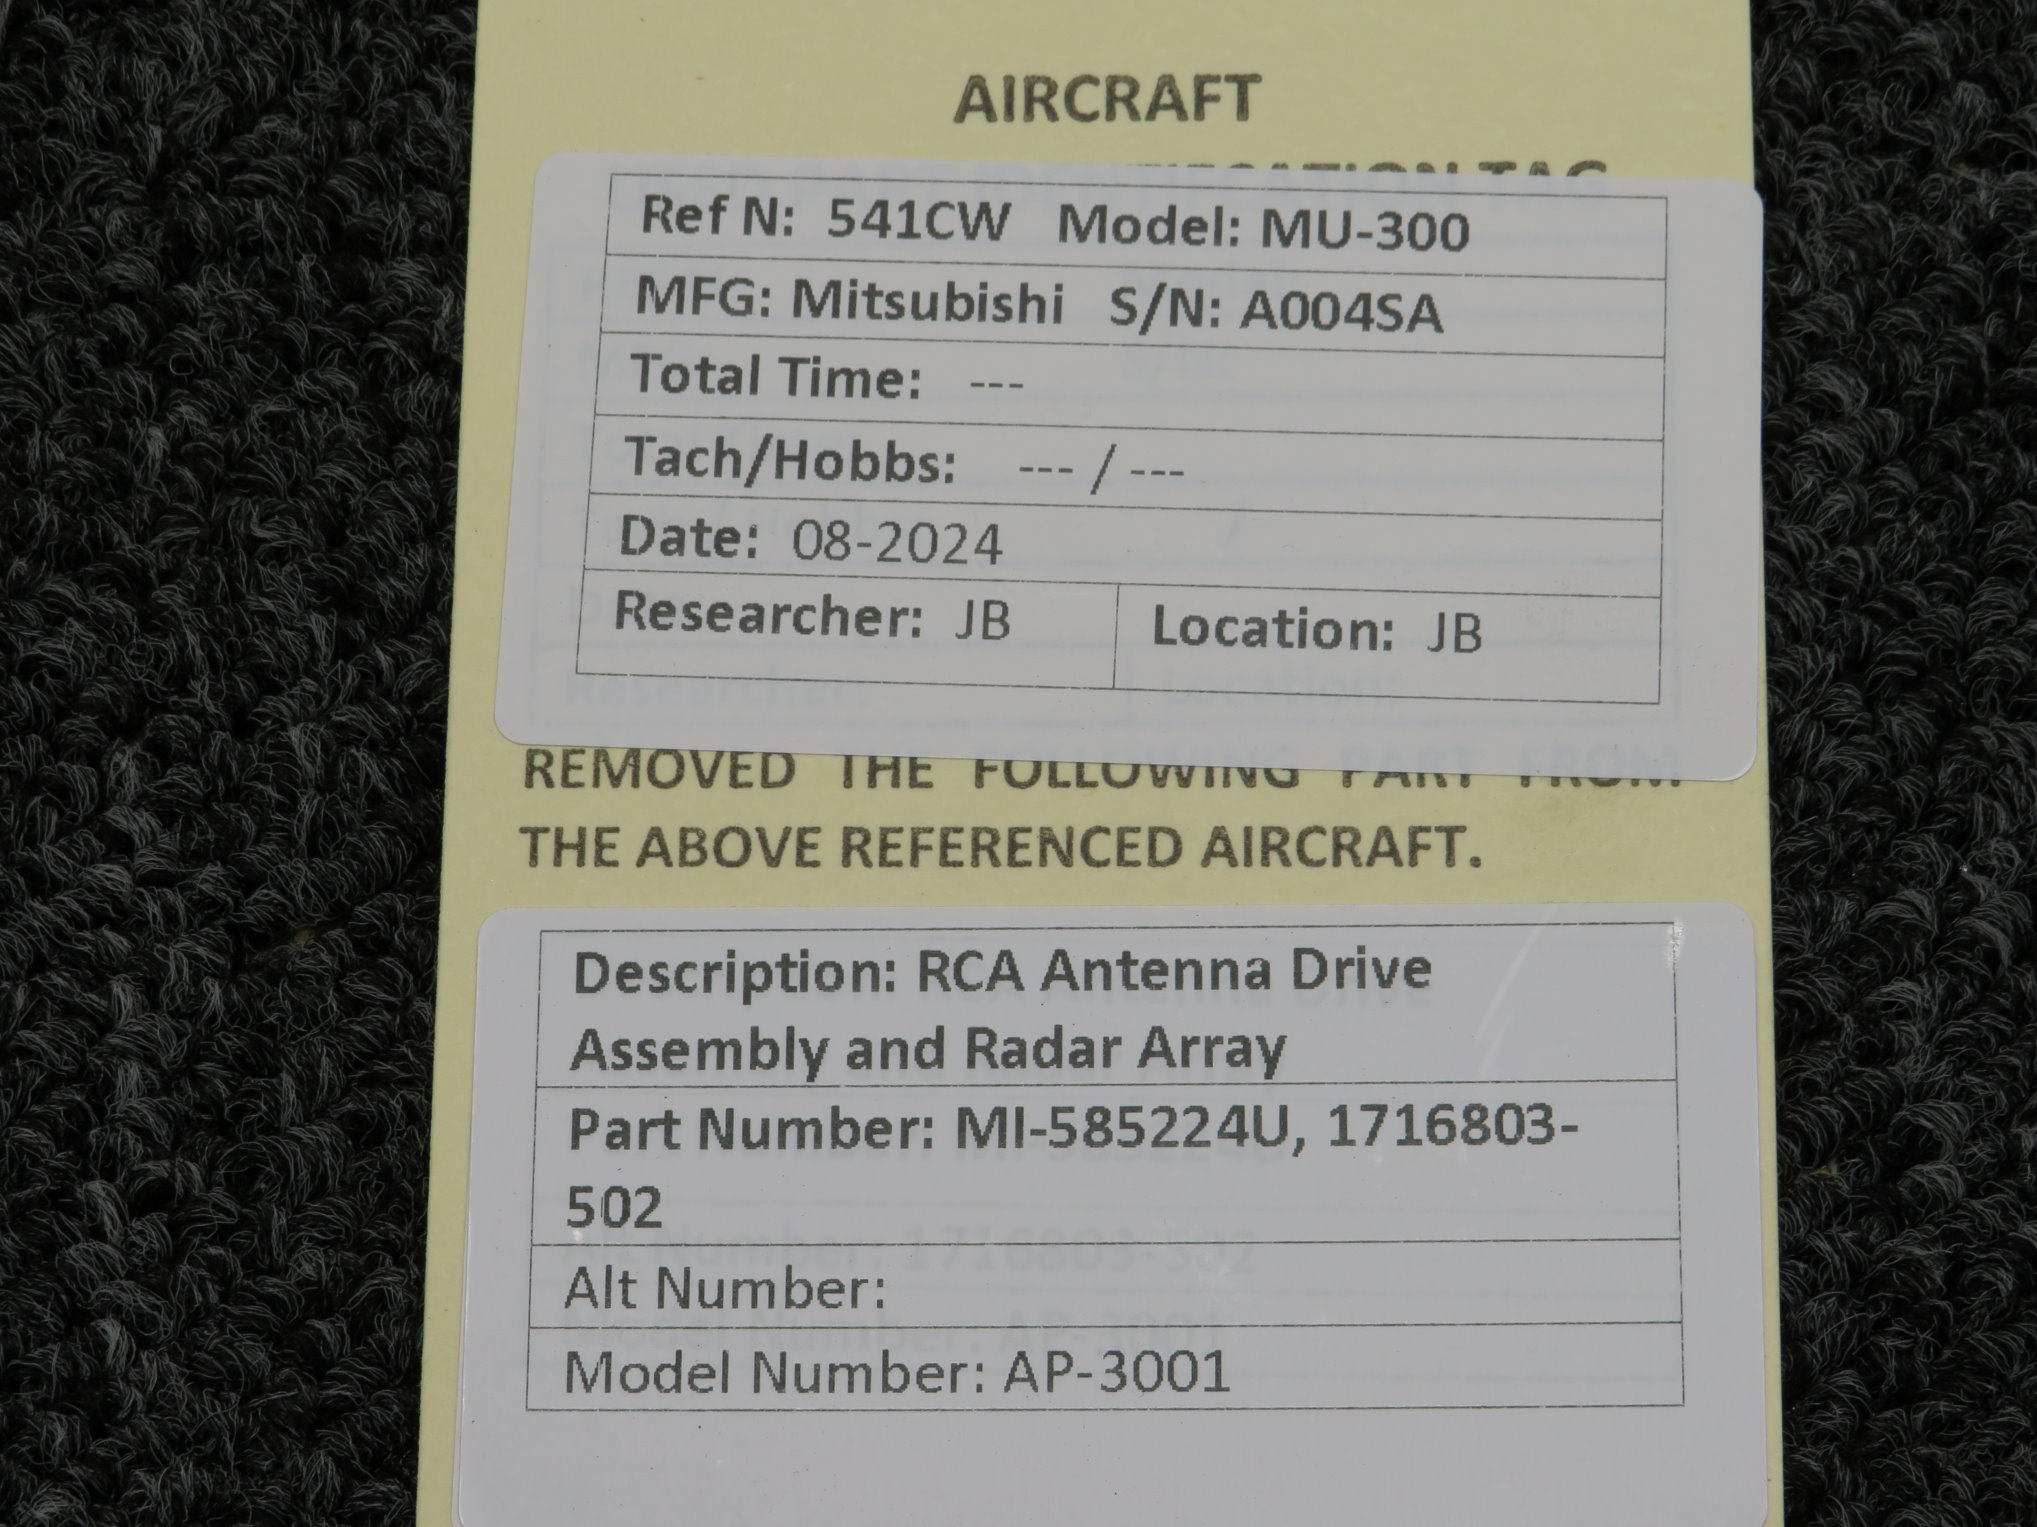 AIRCRAFT
Ref N: 541CW Model: MU-300
MFG: Mitsubishi S/N: A004SA
Total Time: ---
Tach/Hobbs: --- / ---
Date: 08-2024
Researcher: JB Location: JB
REMOVED THE FOLLOWING PART FROM
THE ABOVE REFERENCED AIRCRAFT.
Description: RCA Antenna Drive
Assembly and Radar Array
Part Number: MI-585224U, 1716803-
502
Alt Number:
Model Number: AP-3001